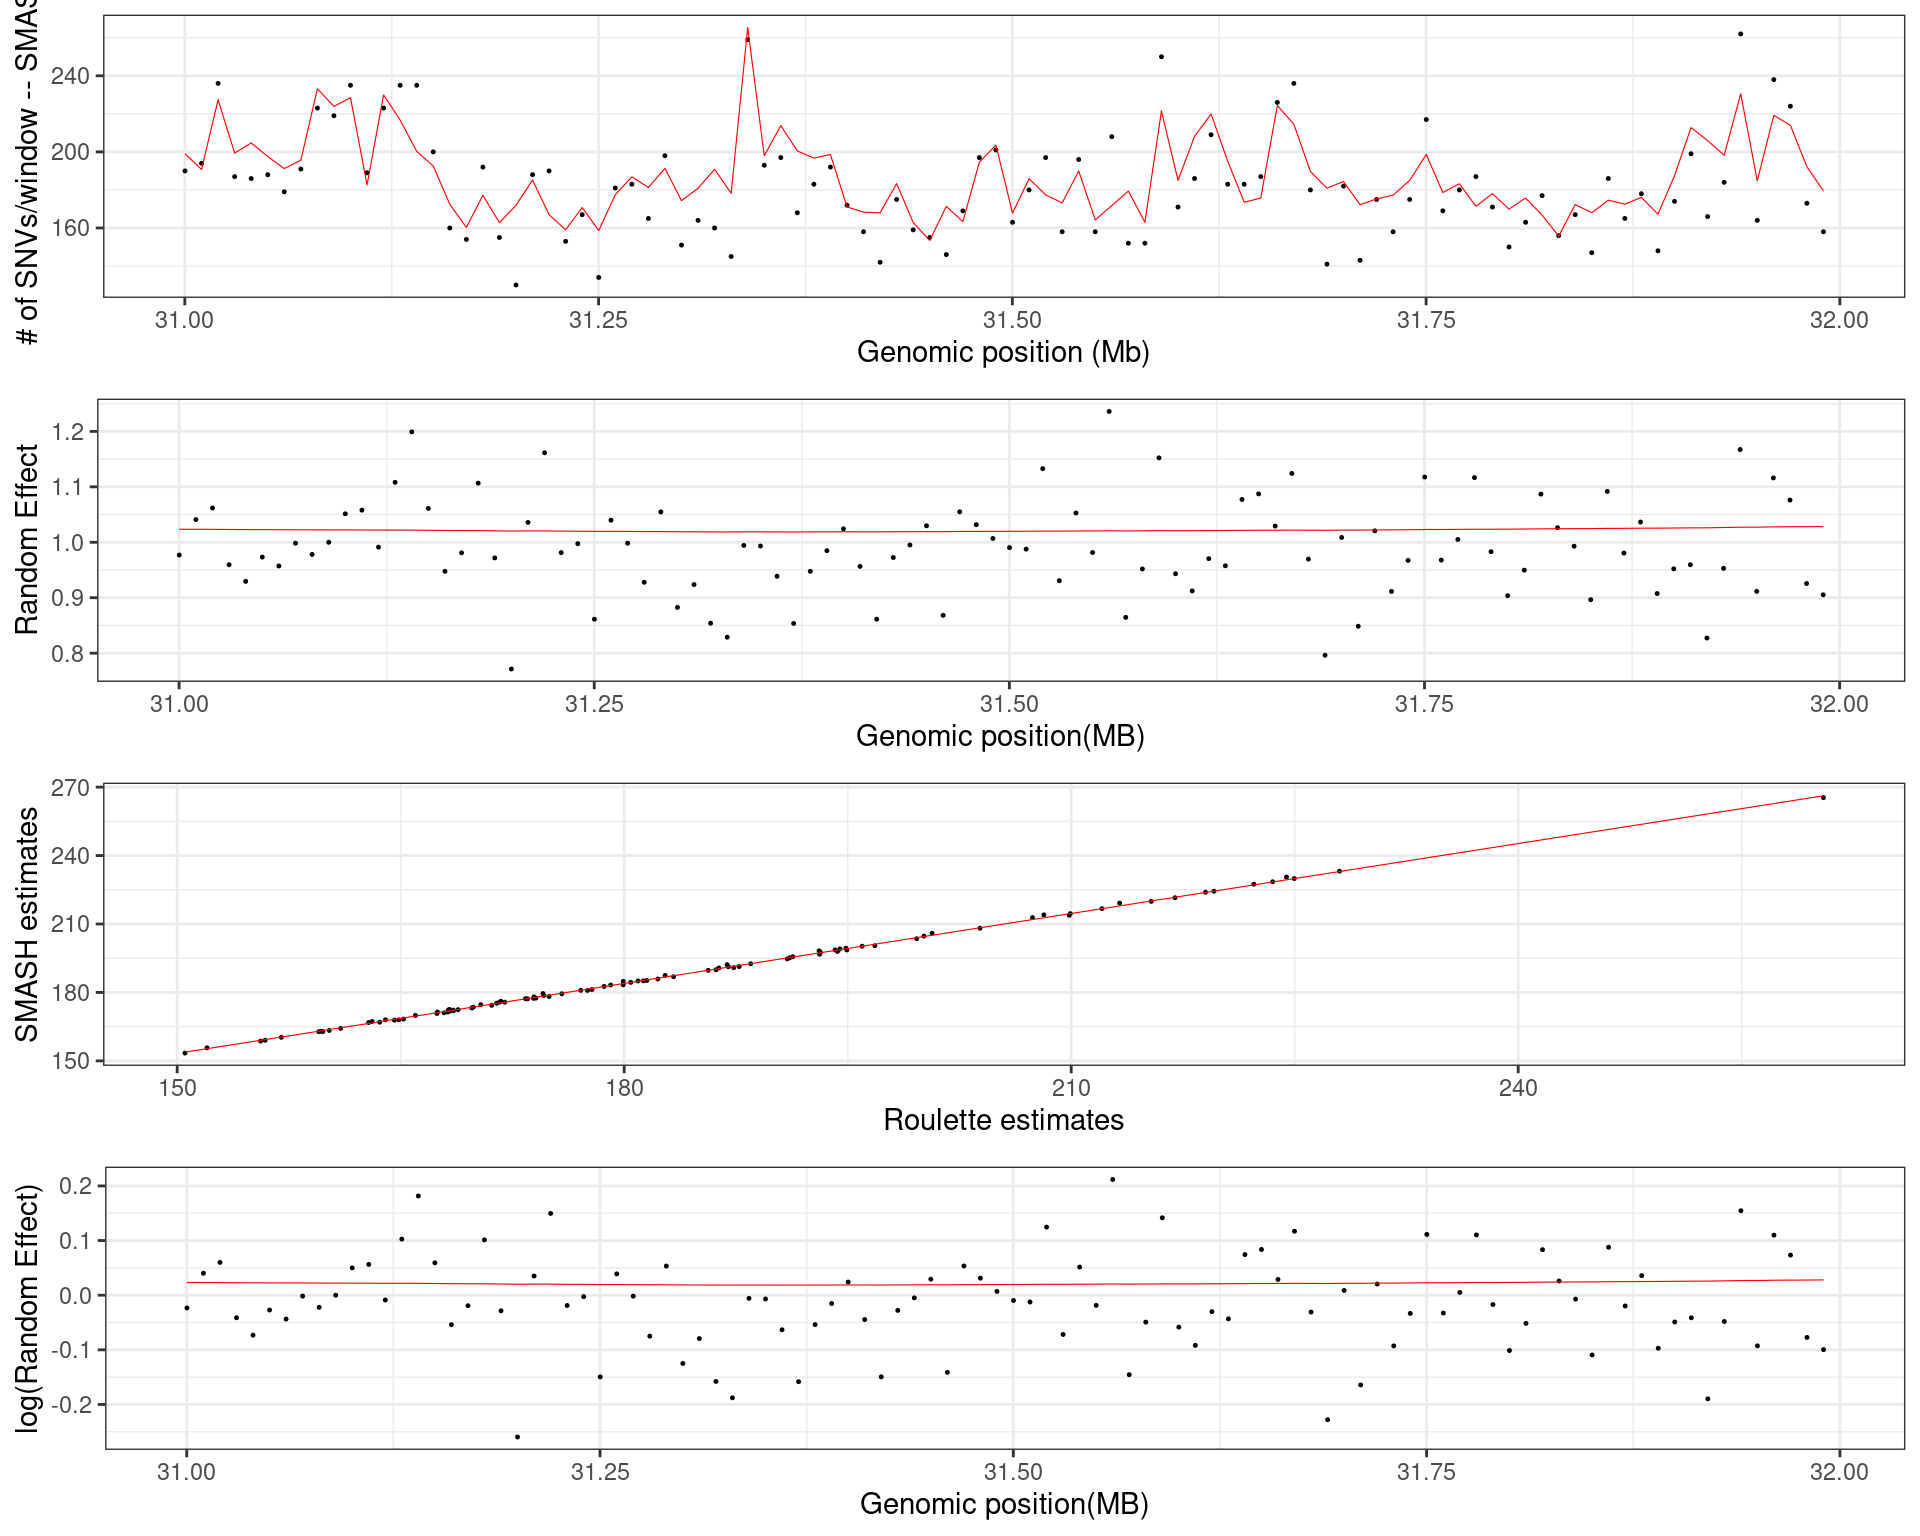 # of SNVs/window -- SMAS
240
200
160
31.00 31.25 31.50 31.75 32.00
Genomic position (Mb)
Random Effect
1.2
1.1
1.0
0.9
0.8
31.00 31.25 31.50 31.75 32.00
Genomic position(MB)
SMASH estimates
270
240
210
180
150
150 180 210 240
Roulette estimates
log(Random Effect)
0.2
0.1
0.0
-0.1
-0.2
31.00 31.25 31.50 31.75 32.00
Genomic position(MB)